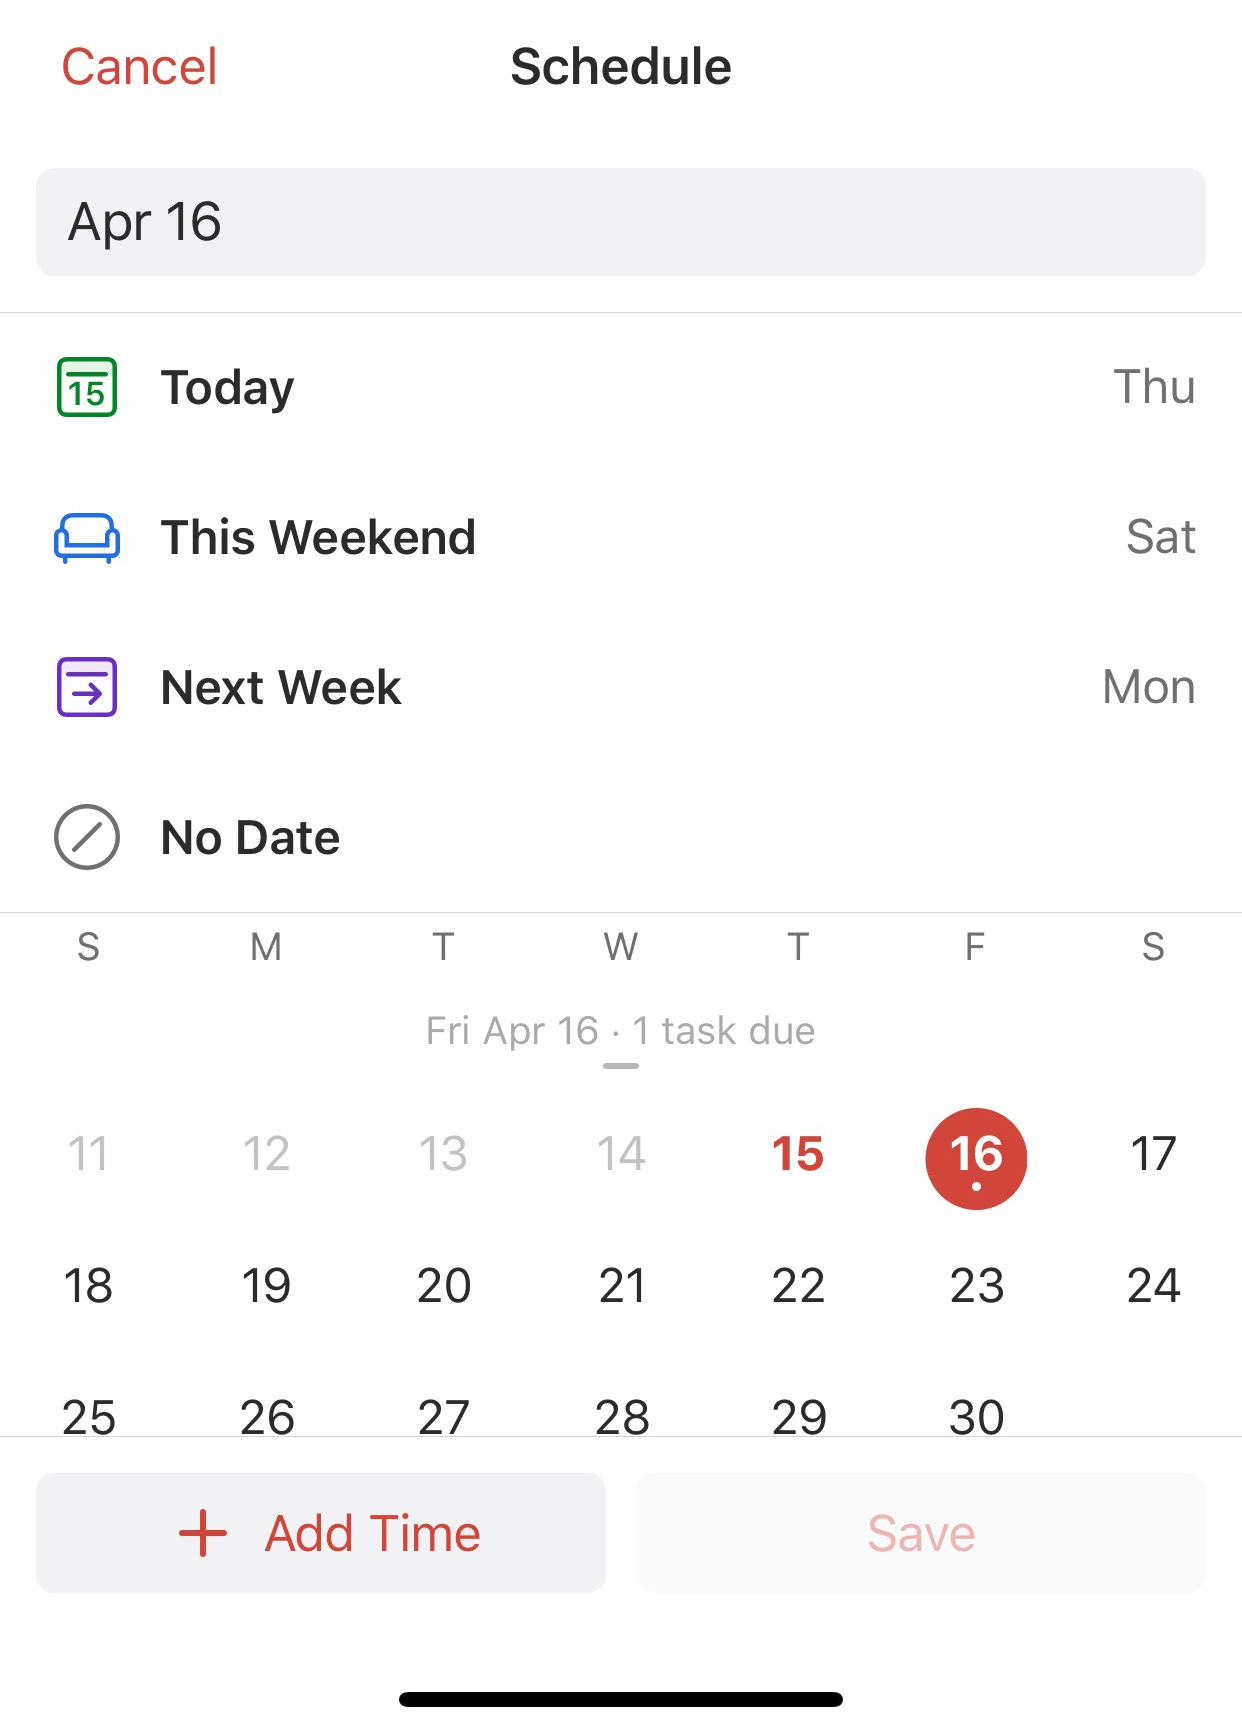 Cancel Schedule
Apr 16
15 Today Thu
This Weekend Sat
Next Week Mon
No Date
S M T W T F S
Fri Apr 16 · 1 task due
11 12 13 14 15 16 17
18 19 20 21 22 23 24
25 26 27 28 29 30
+ Add Time Save